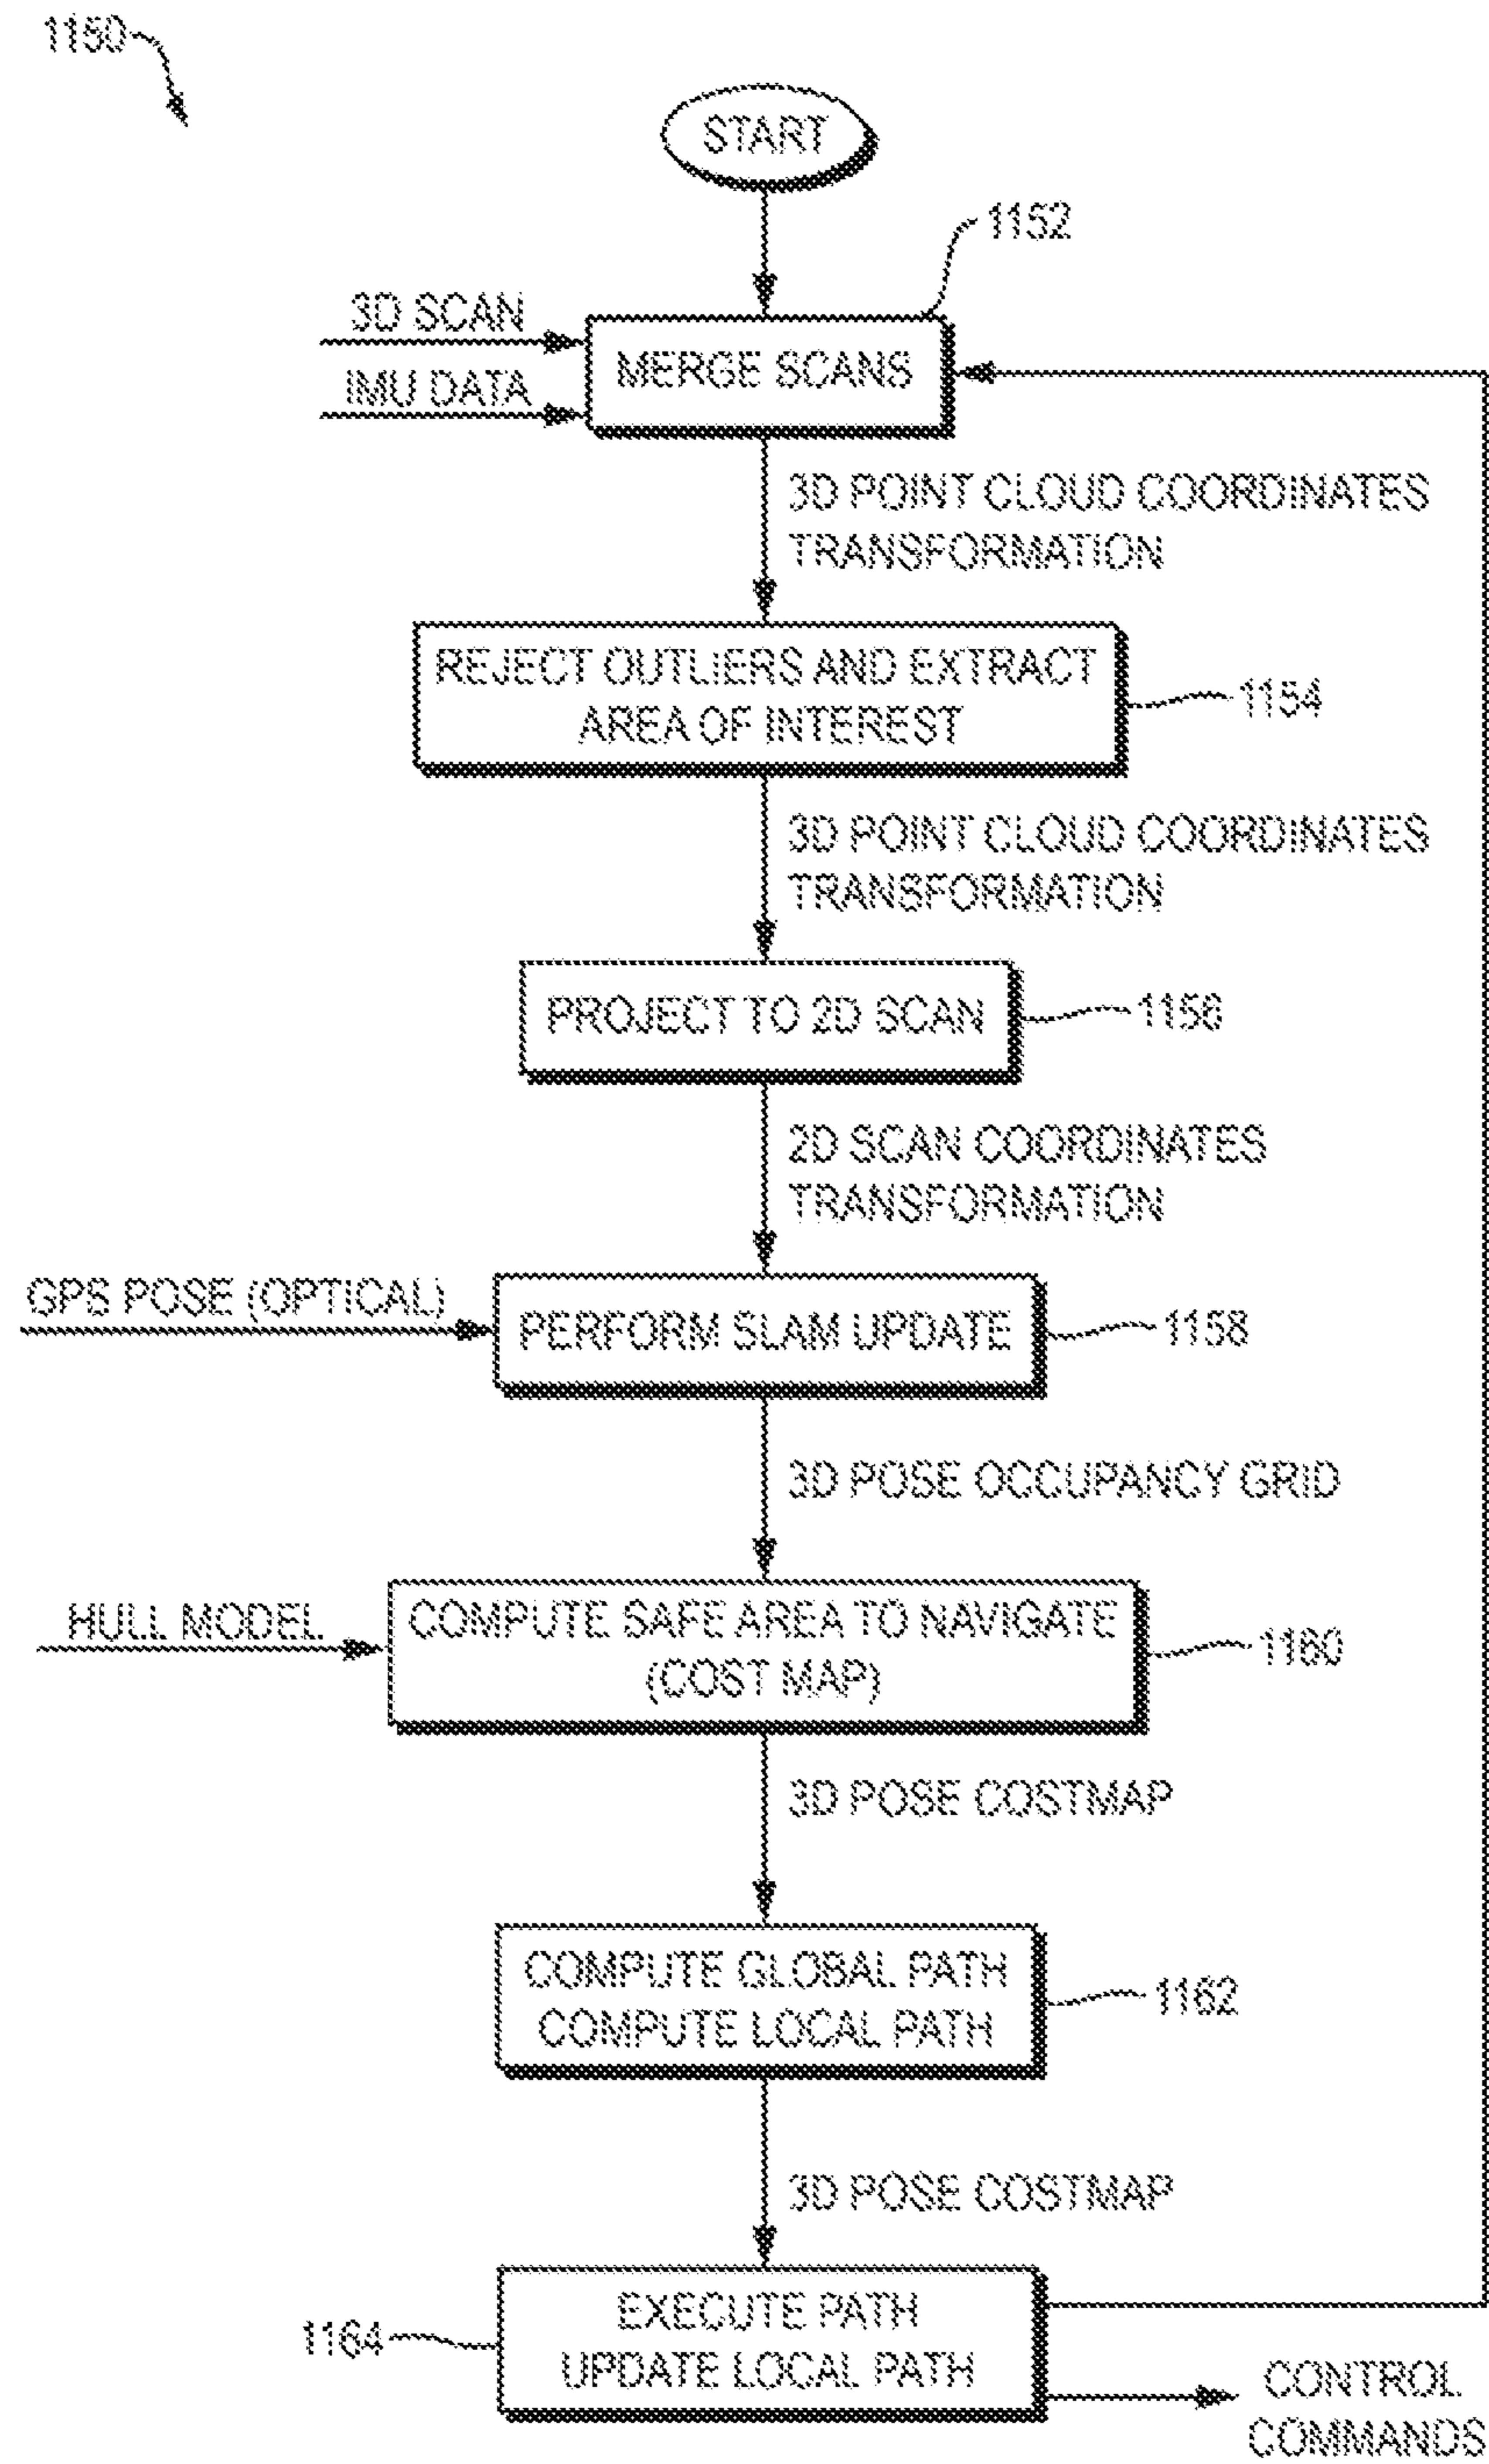 1150
START
1152
3D SCAN
IMU DATA
MERGE SCANS
3D POINT CLOUD COORDINATES
TRANSFORMATION
REJECT OUTLIERS AND EXTRACT
AREA OF INTEREST
1154
3D POINT CLOUD COORDINATES
TRANSFORMATION
PROJECT TO 2D SCAN
1156
2D SCAN COORDINATES
TRANSFORMATION
GPS POSE (OPTICAL)
PERFORM SLAM UPDATE
1158
3D POSE OCCUPANCY GRID
HULL MODEL
COMPUTE SAFE AREA TO NAVIGATE
(COST MAP)
1160
3D POSE COSTMAP
COMPUTE GLOBAL PATH
COMPUTE LOCAL PATH
1162
3D POSE COSTMAP
1164
EXECUTE PATH
UPDATE LOCAL PATH
CONTROL
COMMANDS